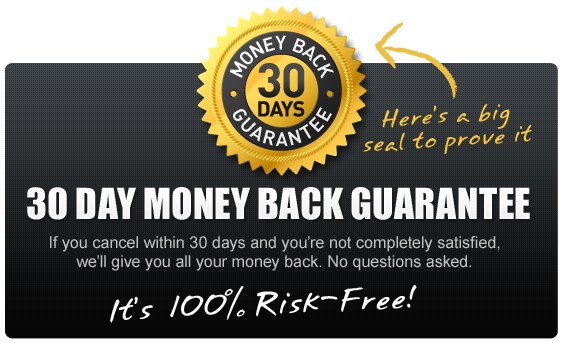 MONEY BACK
30
DAYS
GUARANTEE
Here's a big
seal to prove it
30 DAY MONEY BACK GUARANTEE
If you cancel within 30 days and you're not completely satisfied,
we'll give you all your money back. No questions asked.
It's 100% Risk-Free!